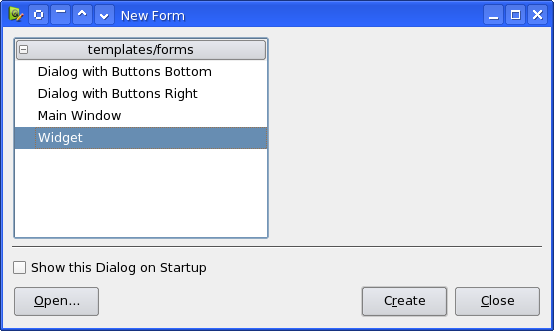 New Form
templates/forms
Dialog with Buttons Bottom
Dialog with Buttons Right
Main Window
Widget
Show this Dialog on Startup
Open...
Create
Close